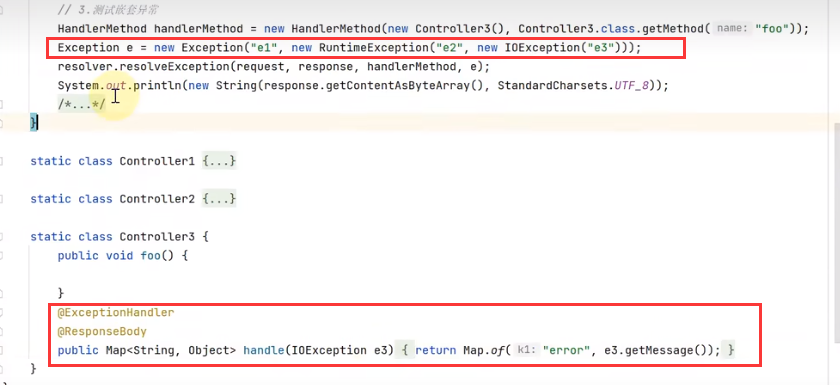 // 3.测试嵌套异常
HandlerMethod handlerMethod = new HandlerMethod(new Controller3(), Controller3.class.getMethod( name: "foo"));
Exception e = new Exception("e1", new RuntimeException("e2", new IOException("e3")));
resolver.resolveException(request, response, handlerMethod, e);
System.out.println(new String(response.getContentAsByteArray(), StandardCharsets.UTF_8));
/*...*/
}
static class Controller1 {...}
static class Controller2 {...}
static class Controller3 {
public void foo() {
}
@ExceptionHandler
@ResponseBody
public Map<String, Object> handle(IOException e3) { return Map.of( k1: "error", e3.getMessage()); }
}